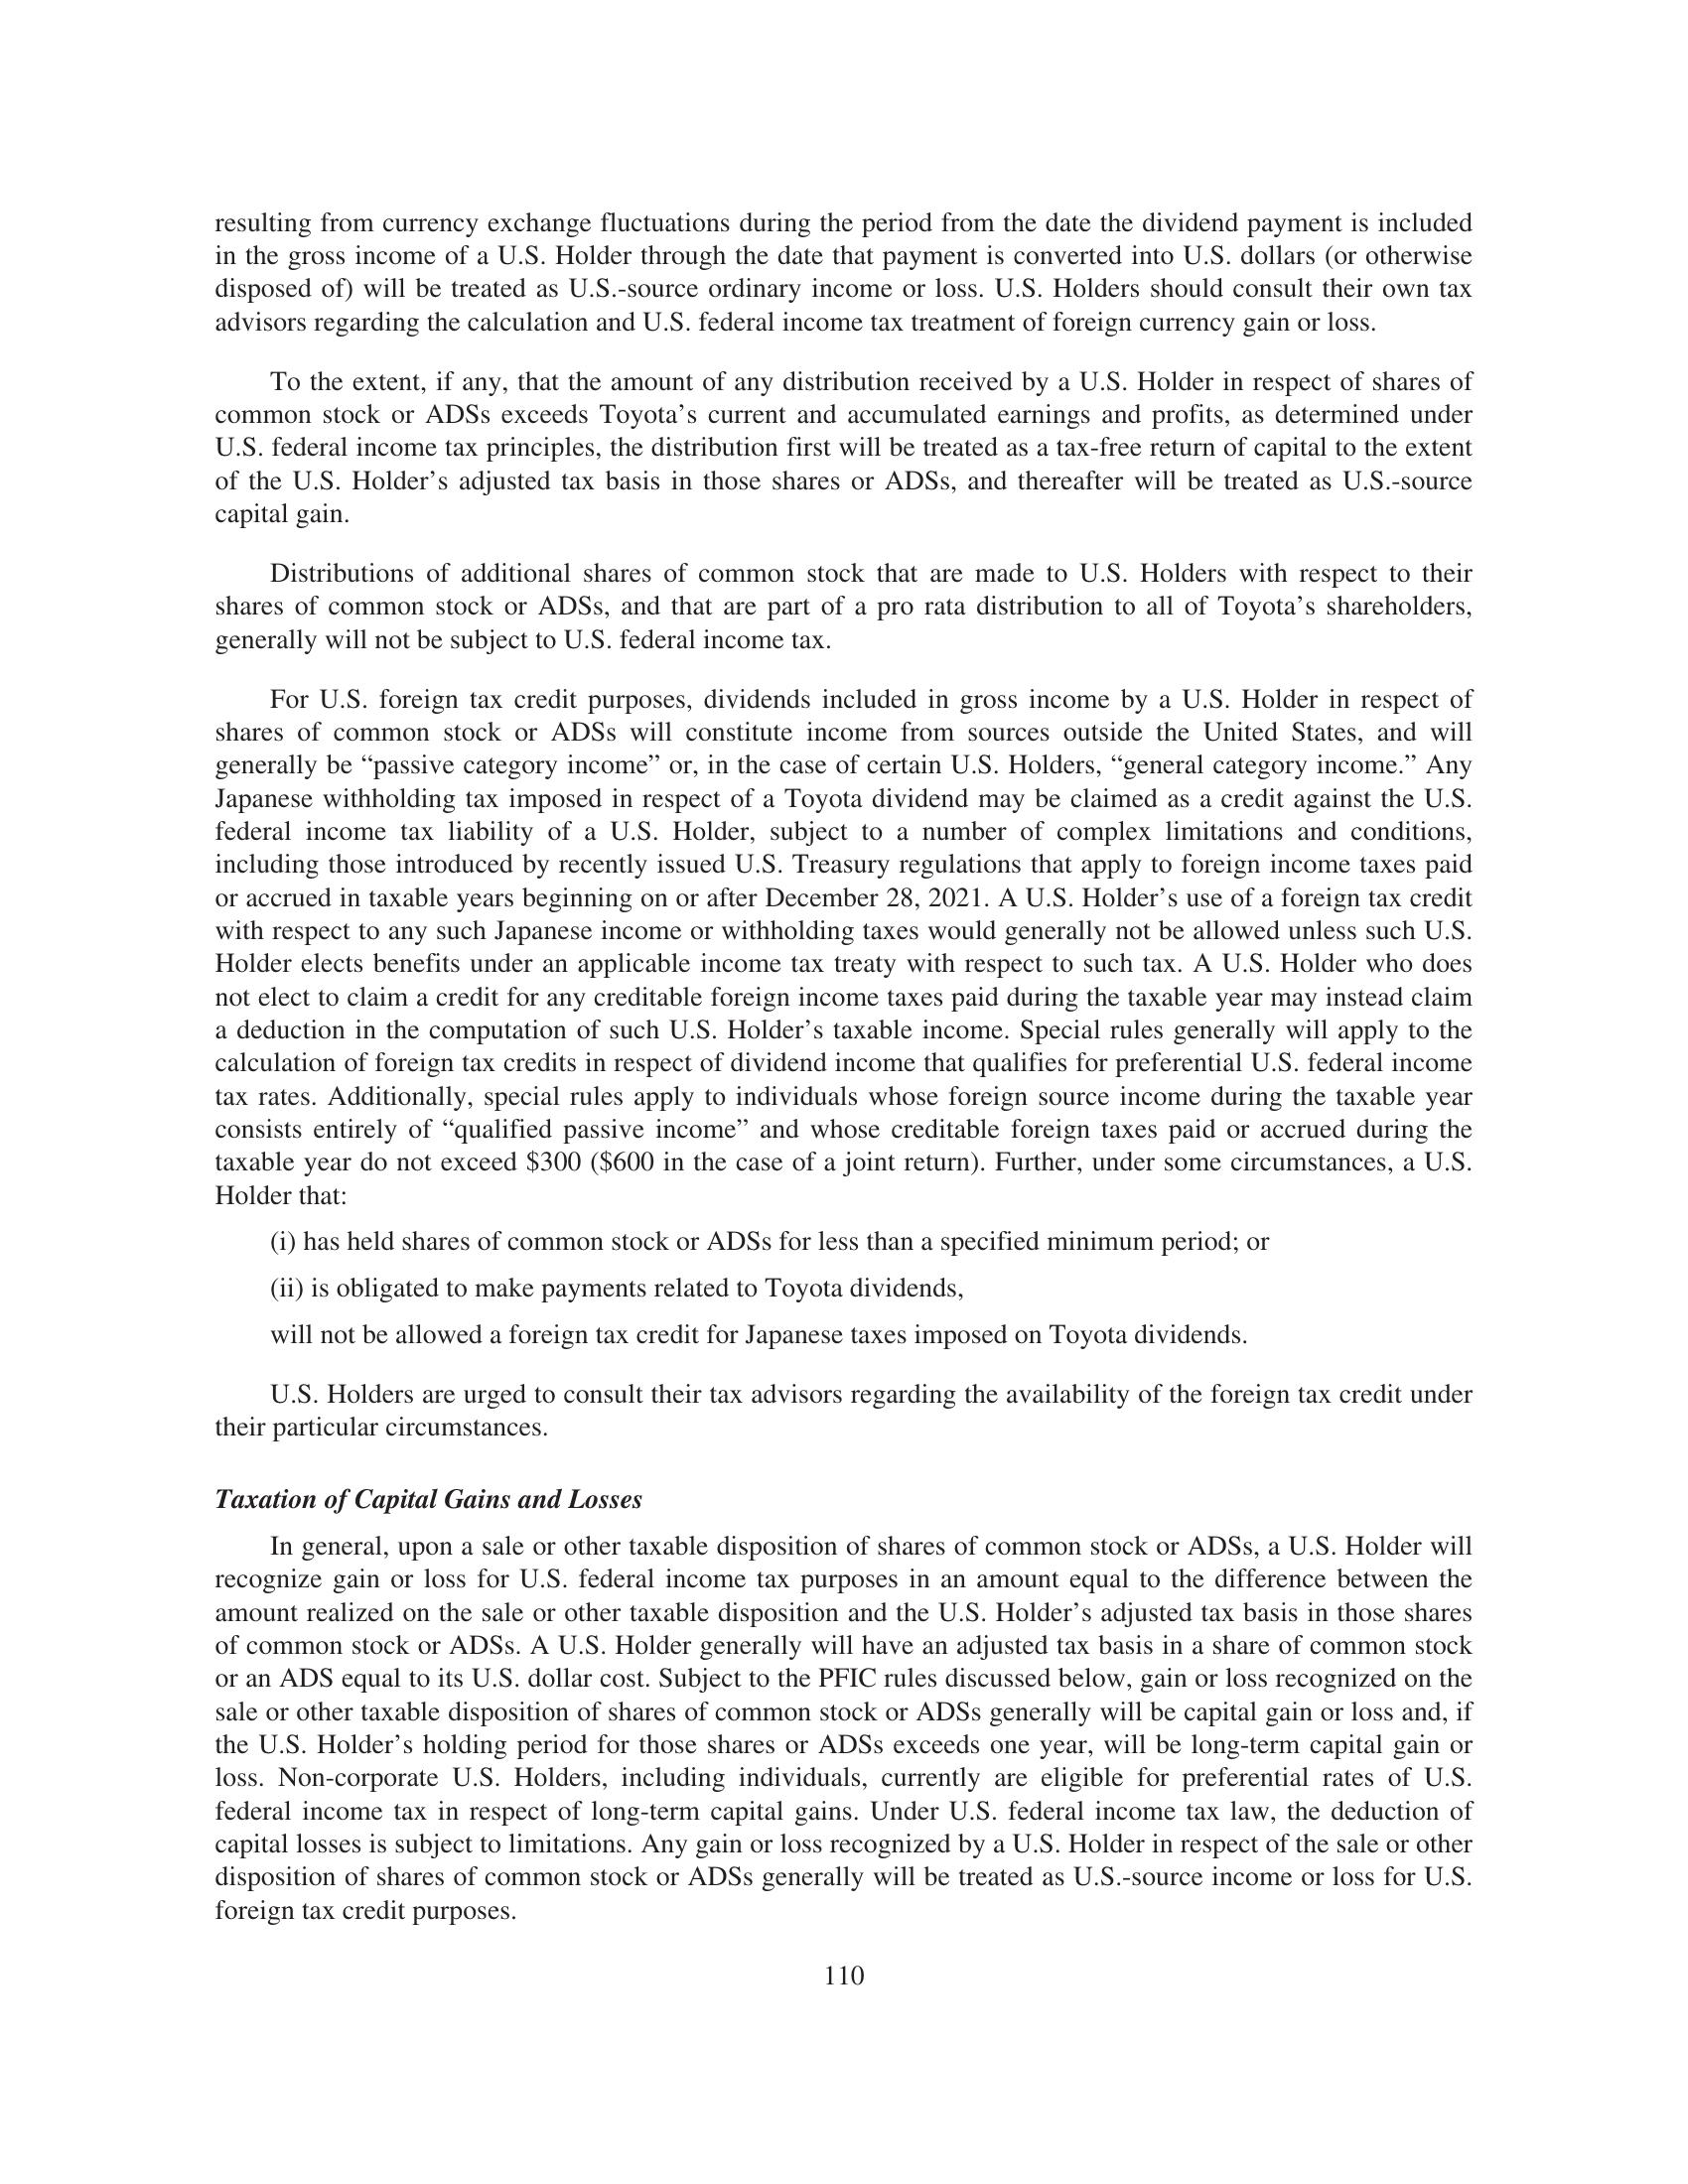 resulting from currency exchange fluctuations during the period from the date the dividend payment is included
in the gross income of a U.S. Holder through the date that payment is converted into U.S. dollars (or otherwise
disposed of) will be treated as U.S.-source ordinary income or loss. U.S. Holders should consult their own tax
advisors regarding the calculation and U.S. federal income tax treatment of foreign currency gain or loss.
To the extent, if any, that the amount of any distribution received by a U.S. Holder in respect of shares of
common stock or ADSs exceeds Toyota’s current and accumulated earnings and profits, as determined under
U.S. federal income tax principles, the distribution first will be treated as a tax-free return of capital to the extent
of the U.S. Holder’s adjusted tax basis in those shares or ADSs, and thereafter will be treated as U.S.-source
capital gain.
Distributions of additional shares of common stock that are made to U.S. Holders with respect to their
shares of common stock or ADSs, and that are part of a pro rata distribution to all of Toyota’s shareholders,
generally will not be subject to U.S. federal income tax.
For U.S. foreign tax credit purposes, dividends included in gross income by a U.S. Holder in respect of
shares of common stock or ADSs will constitute income from sources outside the United States, and will
generally be “passive category income” or, in the case of certain U.S. Holders, “general category income.” Any
Japanese withholding tax imposed in respect of a Toyota dividend may be claimed as a credit against the U.S.
federal income tax liability of a U.S. Holder, subject to a number of complex limitations and conditions,
including those introduced by recently issued U.S. Treasury regulations that apply to foreign income taxes paid
or accrued in taxable years beginning on or after December 28, 2021. A U.S. Holder’s use of a foreign tax credit
with respect to any such Japanese income or withholding taxes would generally not be allowed unless such U.S.
Holder elects benefits under an applicable income tax treaty with respect to such tax. A U.S. Holder who does
not elect to claim a credit for any creditable foreign income taxes paid during the taxable year may instead claim
a deduction in the computation of such U.S. Holder’s taxable income. Special rules generally will apply to the
calculation of foreign tax credits in respect of dividend income that qualifies for preferential U.S. federal income
tax rates. Additionally, special rules apply to individuals whose foreign source income during the taxable year
consists entirely of “qualified passive income” and whose creditable foreign taxes paid or accrued during the
taxable year do not exceed $300 ($600 in the case of a joint return). Further, under some circumstances, a U.S.
Holder that:
(i) has held shares of common stock or ADSs for less than a specified minimum period; or
(ii) is obligated to make payments related to Toyota dividends,
will not be allowed a foreign tax credit for Japanese taxes imposed on Toyota dividends.
U.S. Holders are urged to consult their tax advisors regarding the availability of the foreign tax credit under
their particular circumstances.
Taxation of Capital Gains and Losses
In general, upon a sale or other taxable disposition of shares of common stock or ADSs, a U.S. Holder will
recognize gain or loss for U.S. federal income tax purposes in an amount equal to the difference between the
amount realized on the sale or other taxable disposition and the U.S. Holder’s adjusted tax basis in those shares
of common stock or ADSs. A U.S. Holder generally will have an adjusted tax basis in a share of common stock
or an ADS equal to its U.S. dollar cost. Subject to the PFIC rules discussed below, gain or loss recognized on the
sale or other taxable disposition of shares of common stock or ADSs generally will be capital gain or loss and, if
the U.S. Holder’s holding period for those shares or ADSs exceeds one year, will be long-term capital gain or
loss. Non-corporate U.S. Holders, including individuals, currently are eligible for preferential rates of U.S.
federal income tax in respect of long-term capital gains. Under U.S. federal income tax law, the deduction of
capital losses is subject to limitations. Any gain or loss recognized by a U.S. Holder in respect of the sale or other
disposition of shares of common stock or ADSs generally will be treated as U.S.-source income or loss for U.S.
foreign tax credit purposes.
110